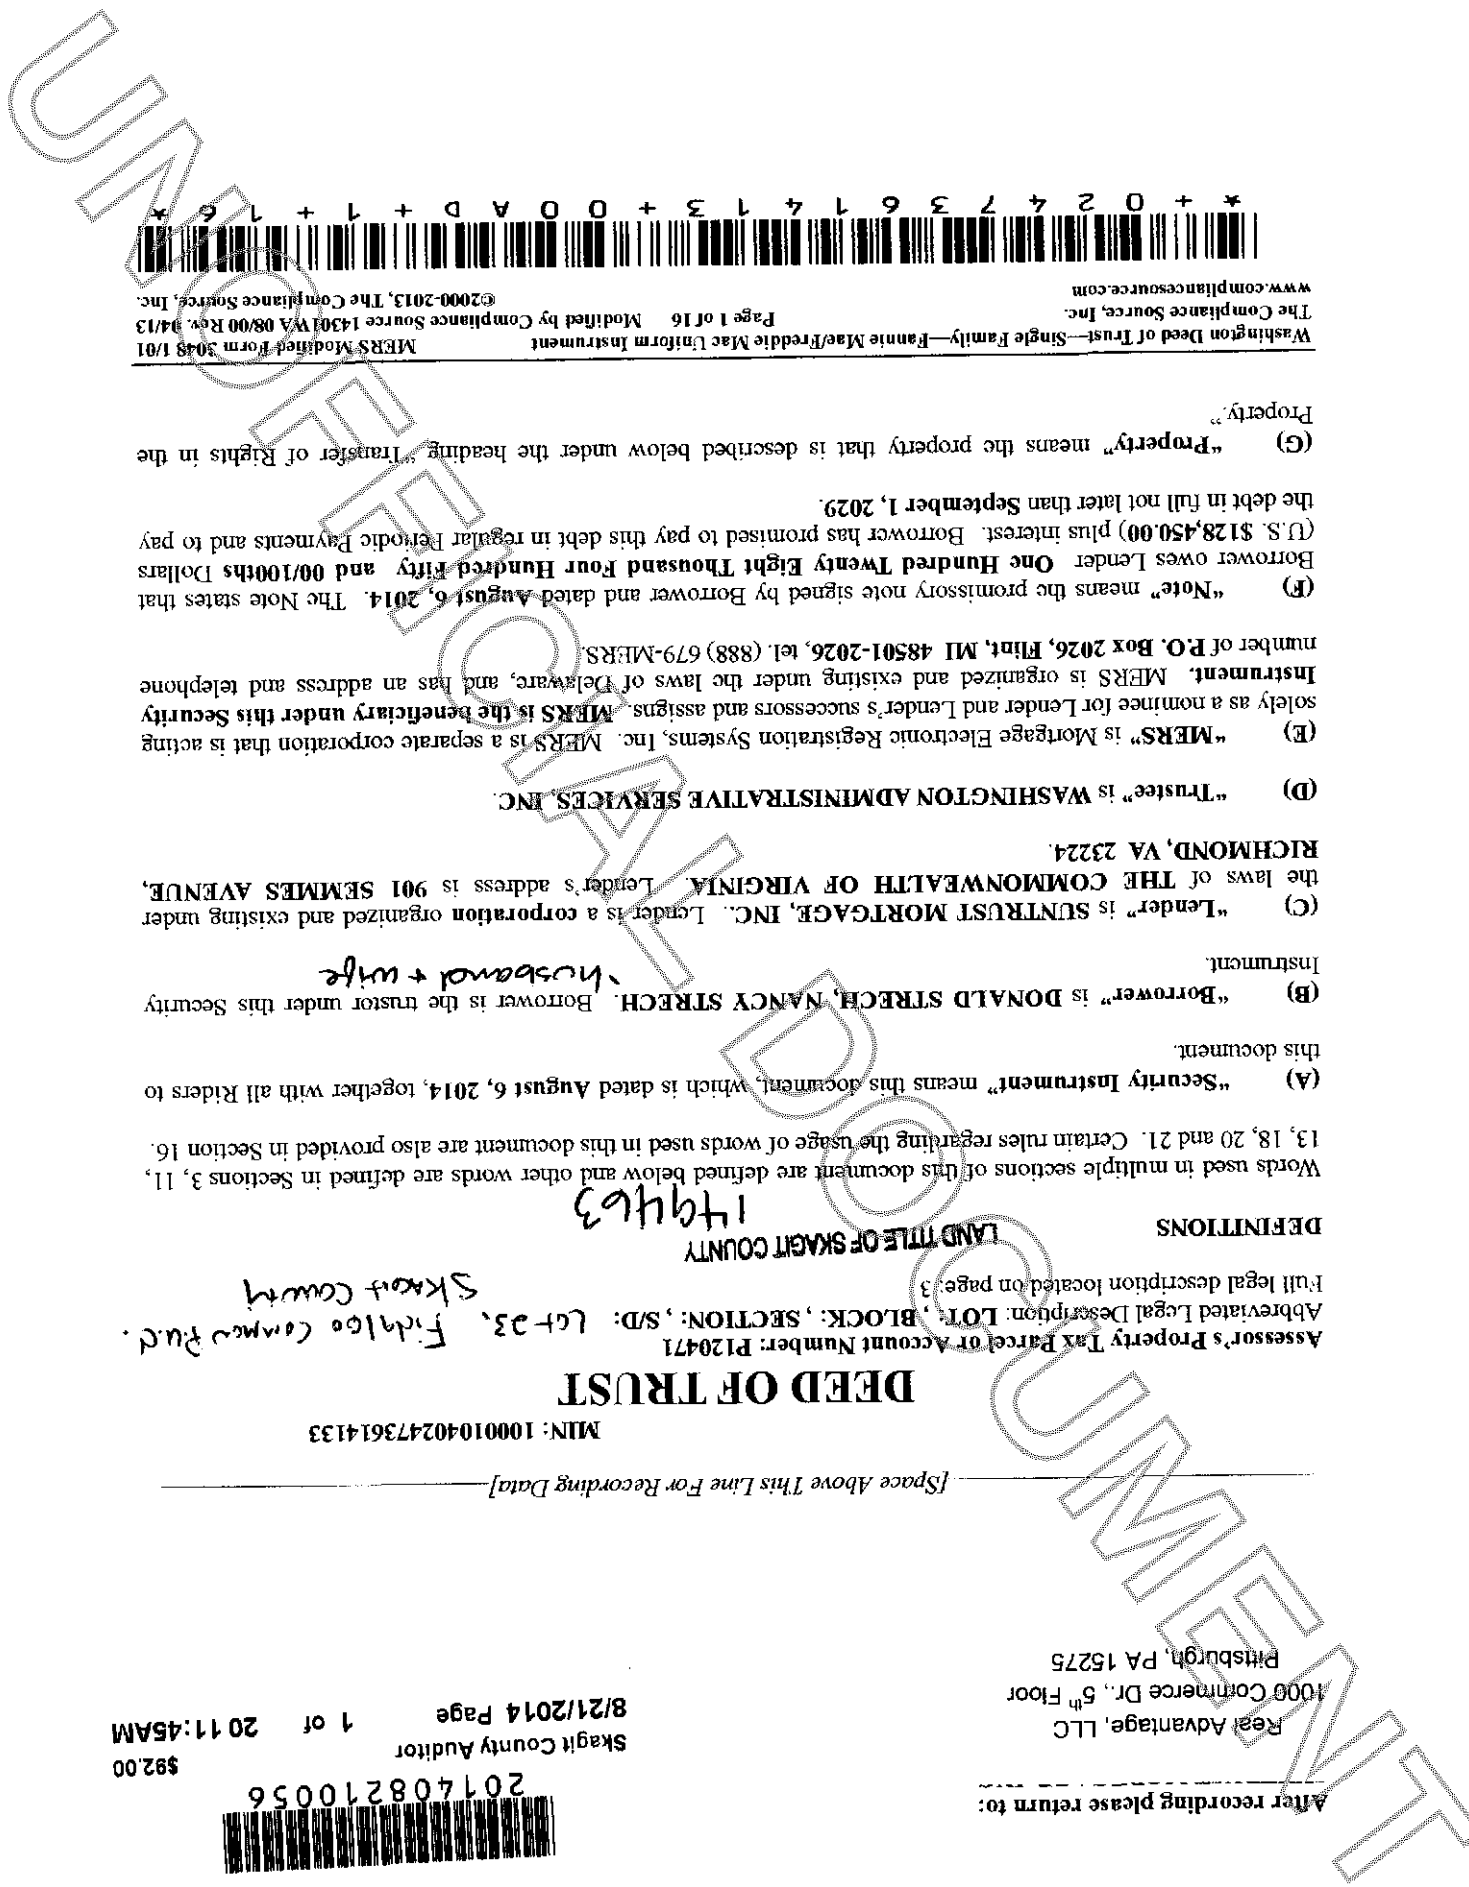 After recording please return to:
Real Advantage, LLC
1000 Commerce Dr., 5th Floor
Pittsburgh, PA 15275
201408210056
Skagit County Auditor $92.00
8/21/2014 Page 1 of 20 11:45AM
[Space Above This Line For Recording Data]
MIN: 100010402473614133
DEED OF TRUST
Assessor's Property Tax Parcel or Account Number: P120471
Abbreviated Legal Description: LOT: , BLOCK: , SECTION: , S/D: Lot 23, Fidalgo Commons P.U.D.
Skagit County
Full legal description located on page: 3
LAND TITLE OF SKAGIT COUNTY
149463
DEFINITIONS
Words used in multiple sections of this document are defined below and other words are defined in Sections 3, 11,
13, 18, 20 and 21. Certain rules regarding the usage of words used in this document are also provided in Section 16.
(A) "Security Instrument" means this document, which is dated August 6, 2014, together with all Riders to
this document.
(B) "Borrower" is DONALD STRECH, NANCY STRECH. Borrower is the trustor under this Security
Instrument.
husband + wife
(C) "Lender" is SUNTRUST MORTGAGE, INC.. Lender is a corporation organized and existing under
the laws of THE COMMONWEALTH OF VIRGINIA. Lender's address is 901 SEMMES AVENUE,
RICHMOND, VA 23224.
(D) "Trustee" is WASHINGTON ADMINISTRATIVE SERVICES, INC.
(E) "MERS" is Mortgage Electronic Registration Systems, Inc. MERS is a separate corporation that is acting
solely as a nominee for Lender and Lender's successors and assigns. MERS is the beneficiary under this Security
Instrument. MERS is organized and existing under the laws of Delaware, and has an address and telephone
number of P.O. Box 2026, Flint, MI 48501-2026, tel. (888) 679-MERS.
(F) "Note" means the promissory note signed by Borrower and dated August 6, 2014. The Note states that
Borrower owes Lender One Hundred Twenty Eight Thousand Four Hundred Fifty and 00/100ths Dollars
(U.S. $128,450.00) plus interest. Borrower has promised to pay this debt in regular Periodic Payments and to pay
the debt in full not later than September 1, 2029.
(G) "Property" means the property that is described below under the heading "Transfer of Rights in the
Property."
Washington Deed of Trust—Single Family—Fannie Mae/Freddie Mac Uniform Instrument MERS Modified Form 3048 1/01
The Compliance Source, Inc. Page 1 of 16 Modified by Compliance Source 14301WA 08/00 Rev. 04/13
www.compliancesource.com ©2000-2013, The Compliance Source, Inc.
*+0247361413+00AD+1+16*
UNOFFICIAL DOCUMENT